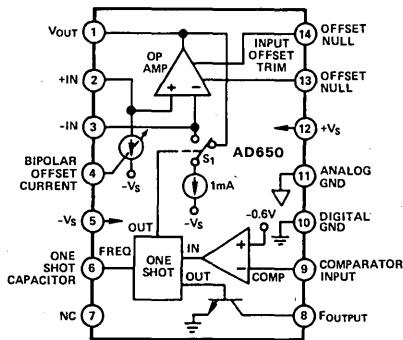 VOUT
1
+IN
2
-IN
3
BIPOLAR
OFFSET
CURRENT
4
-VS
5
ONE
SHOT
CAPACITOR
6
NC
7
OP
AMP
+
-
INPUT
OFFSET
TRIM
-VS
S1
AD650
1mA
-VS
-0.6V
OUT
FREQ
ONE
SHOT
IN
OUT
+
-
COMP
14
OFFSET
NULL
13
OFFSET
NULL
12
+VS
11
ANALOG
GND
10
DIGITAL
GND
9
COMPARATOR
INPUT
8
FOUTPUT